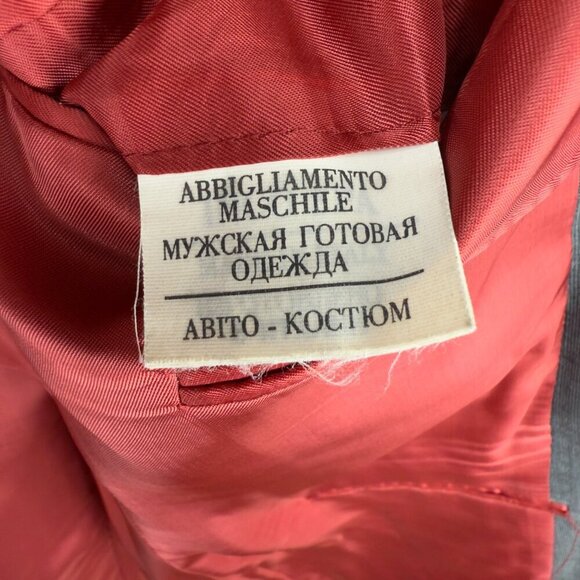 ABBIGLIAMENTO
MASCHILE
МУЖСКАЯ ГОТОВАЯ
ОДЕЖДА
ABITO - КОСТЮМ